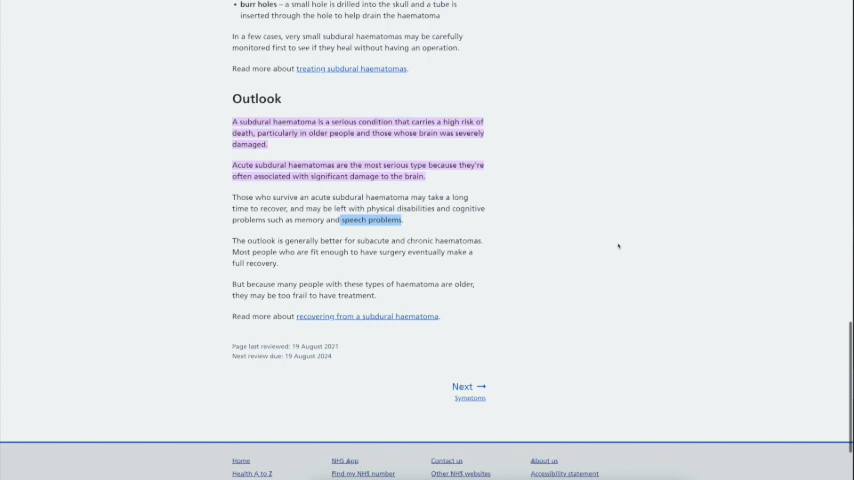 • burr holes – a small hole is drilled into the skull and a tube is
inserted through the hole to help drain the haematoma
In a few cases, very small subdural haematomas may be carefully
monitored first to see if they heal without having an operation.
Read more about treating subdural haematomas.
Outlook
A subdural haematoma is a serious condition that carries a high risk of
death, particularly in older people and those whose brain was severely
damaged.
Acute subdural haematomas are the most serious type because they're
often associated with significant damage to the brain.
Those who survive an acute subdural haematoma may take a long
time to recover, and may be left with physical disabilities and cognitive
problems such as memory and speech problems.
The outlook is generally better for subacute and chronic haematomas.
Most people who are fit enough to have surgery eventually make a
full recovery.
But because many people with these types of haematoma are older,
they may be too frail to have treatment.
Read more about recovering from a subdural haematoma.
Page last reviewed: 19 August 2021
Next review due: 19 August 2024
Next →
Symptoms
Home NHS App Contact us About us
Health A to Z Find my NHS number Other NHS websites Accessibility statement